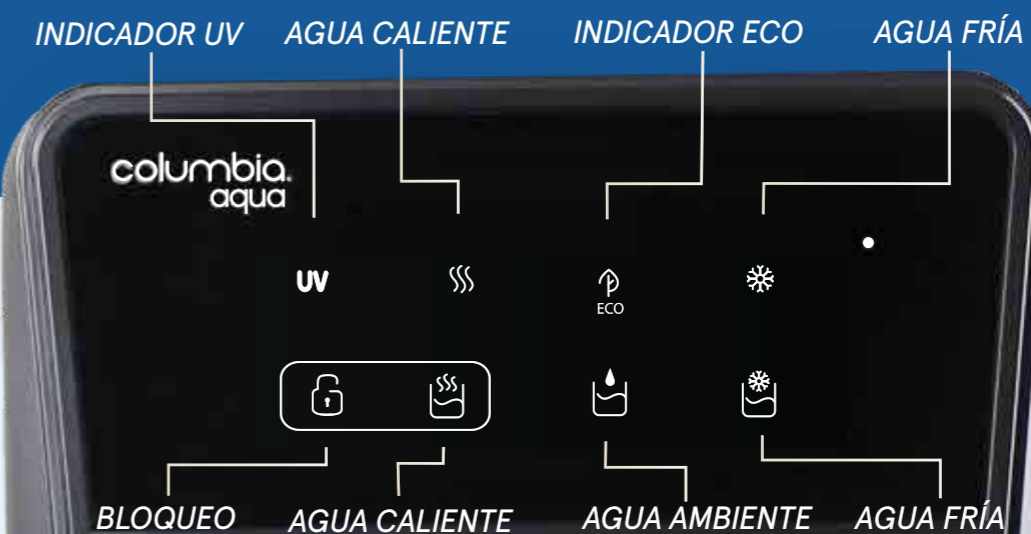 INDICADOR UV
AGUA CALIENTE
INDICADOR ECO
AGUA FRÍA
columbia.
aqua
UV
ECO
BLOQUEO
AGUA CALIENTE
AGUA AMBIENTE
AGUA FRÍA